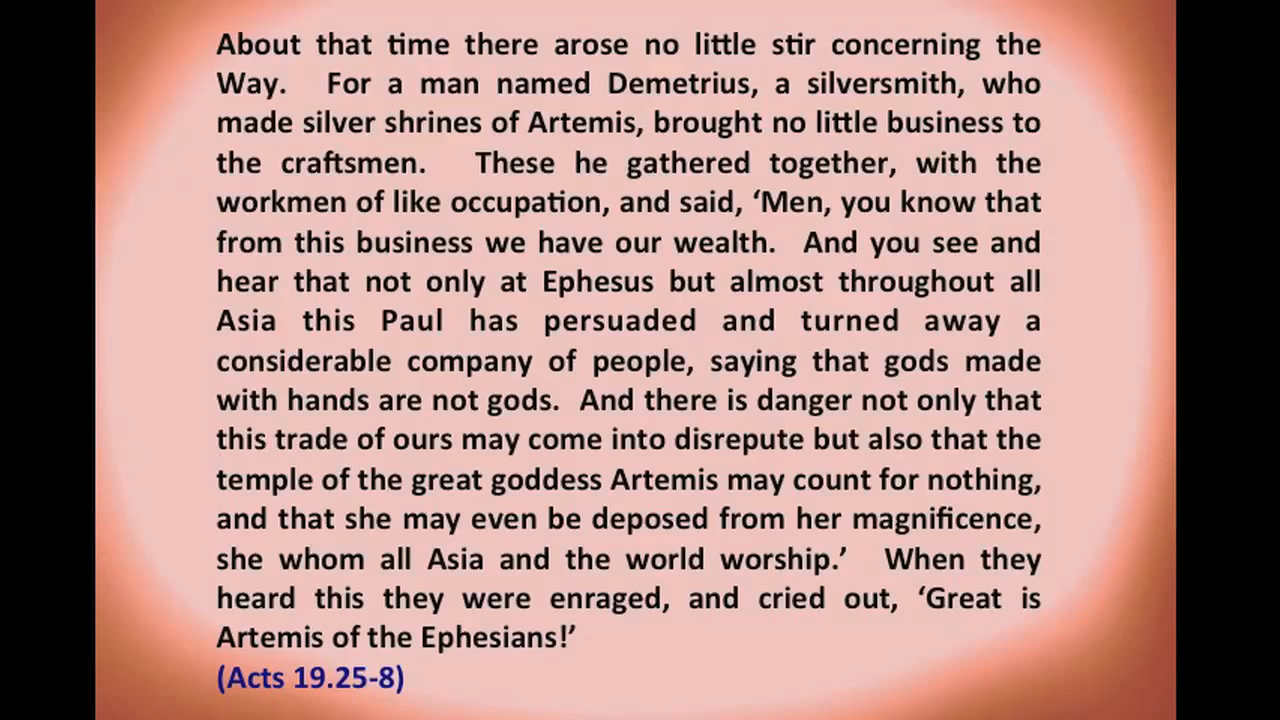 About that time there arose no little stir concerning the
Way. For a man named Demetrius, a silversmith, who
made silver shrines of Artemis, brought no little business to
the craftsmen. These he gathered together, with the
workmen of like occupation, and said, ‘Men, you know that
from this business we have our wealth. And you see and
hear that not only at Ephesus but almost throughout all
Asia this Paul has persuaded and turned away a
considerable company of people, saying that gods made
with hands are not gods. And there is danger not only that
this trade of ours may come into disrepute but also that the
temple of the great goddess Artemis may count for nothing,
and that she may even be deposed from her magnificence,
she whom all Asia and the world worship.’ When they
heard this they were enraged, and cried out, ‘Great is
Artemis of the Ephesians!’
(Acts 19.25-8)